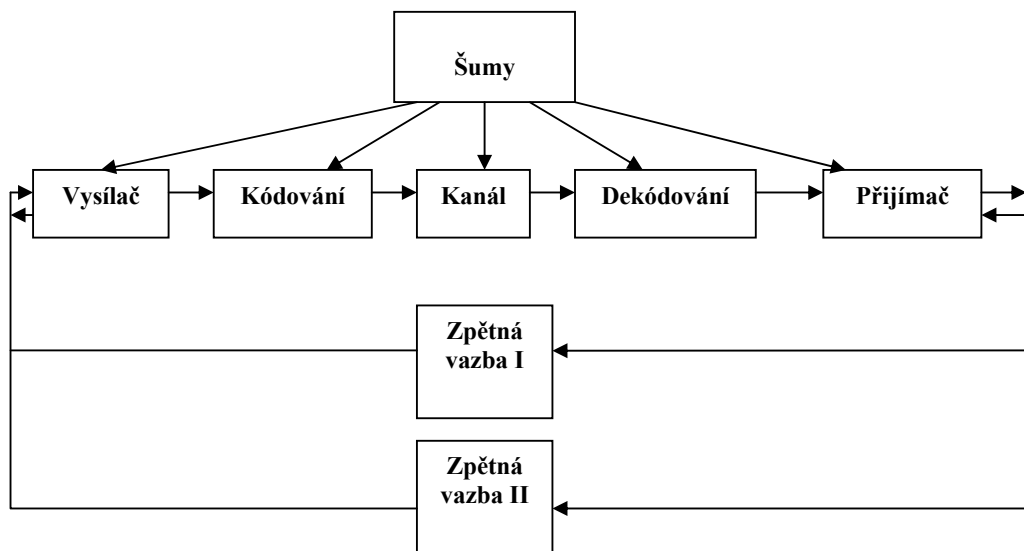 Šumy
Vysílač
Kódování
Kanál
Dekódování
Přijímač
Zpětná
vazba I
Zpětná
vazba II